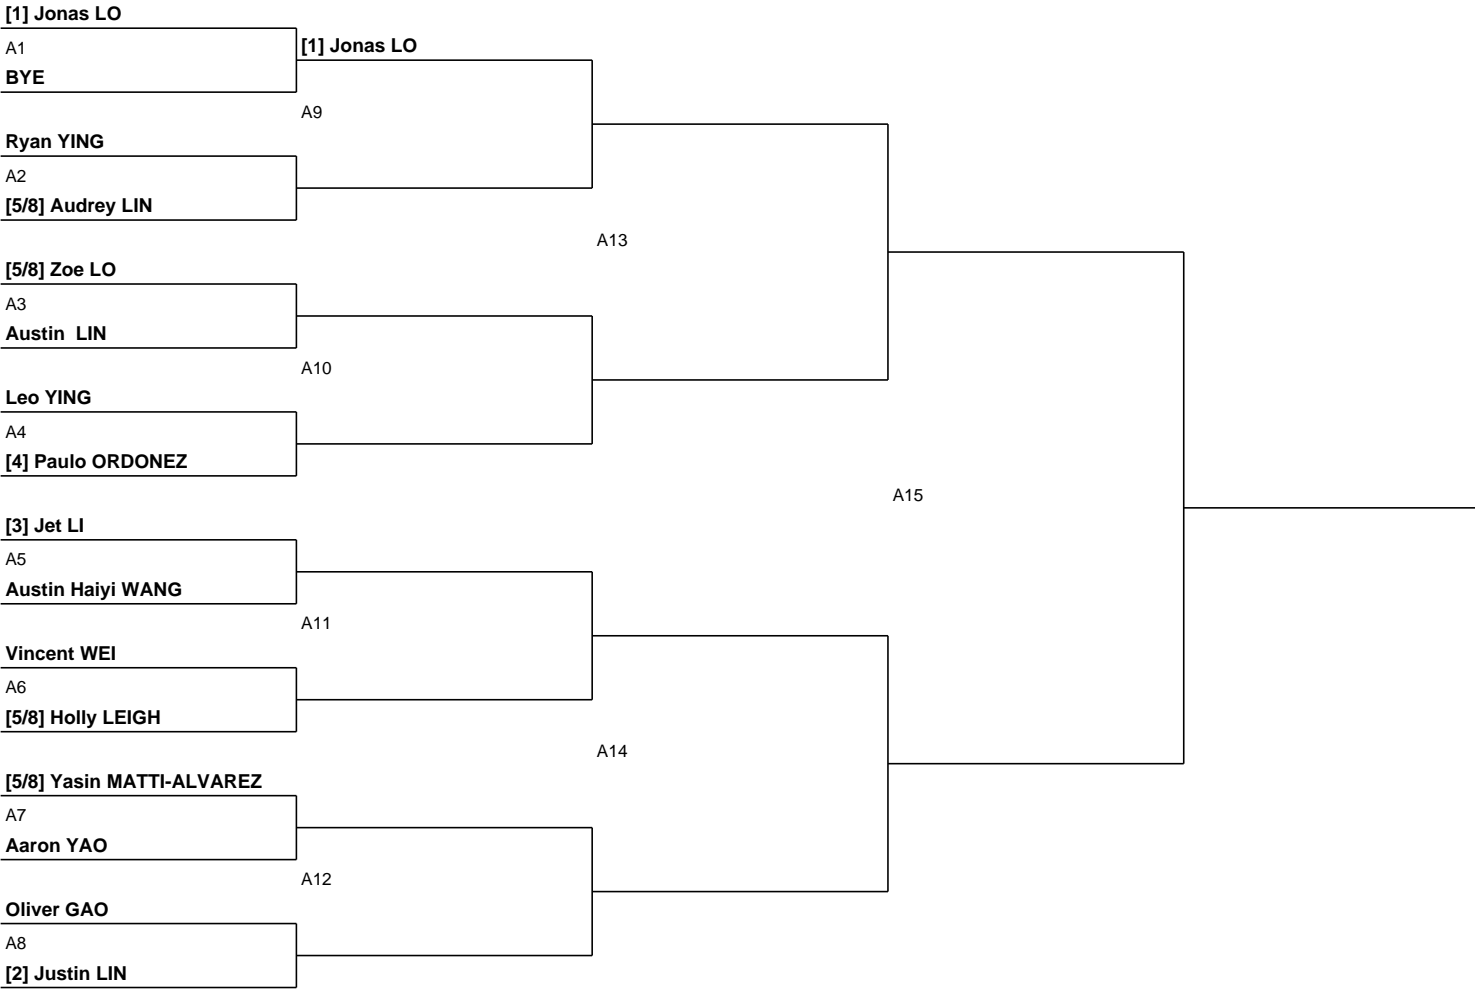 [1] Jonas LO
A1
[1] Jonas LO
BYE
A9
Ryan YING
A2
[5/8] Audrey LIN
A13
[5/8] Zoe LO
A3
Austin  LIN
A10
Leo YING
A4
[4] Paulo ORDONEZ
A15
[3] Jet LI
A5
Austin Haiyi WANG
A11
Vincent WEI
A6
[5/8] Holly LEIGH
A14
[5/8] Yasin MATTI-ALVAREZ
A7
Aaron YAO
A12
Oliver GAO
A8
[2] Justin LIN